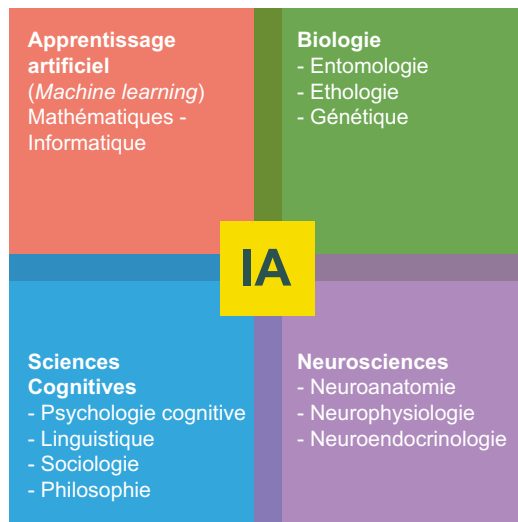 Apprentissage
artificiel
(Machine learning)
Mathématiques -
Informatique
Biologie
- Entomologie
- Ethologie
- Génétique
IA
Sciences
Cognitives
- Psychologie cognitive
- Linguistique
- Sociologie
- Philosophie
Neurosciences
- Neuroanatomie
- Neurophysiologie
- Neuroendocrinologie